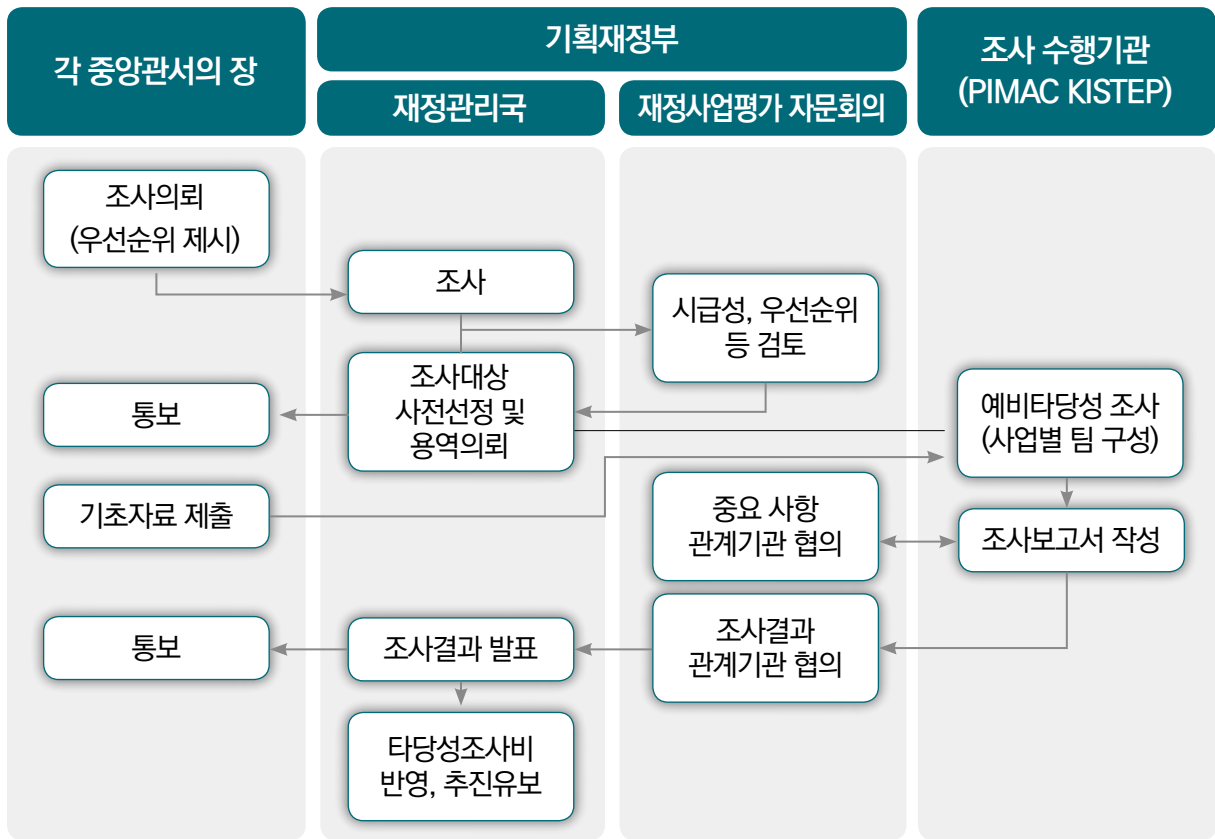 각 중앙관서의 장
기획재정부
재정관리국
재정사업평가 자문회의
조사 수행기관
(PIMAC KISTEP)
조사의뢰
(우선순위 제시)
조사
시급성, 우선순위
등 검토
조사대상
사전선정 및
용역의뢰
통보
예비타당성 조사
(사업별 팀 구성)
기초자료 제출
중요 사항
관계기관 협의
조사보고서 작성
통보
조사결과 발표
조사결과
관계기관 협의
타당성조사비
반영, 추진유보